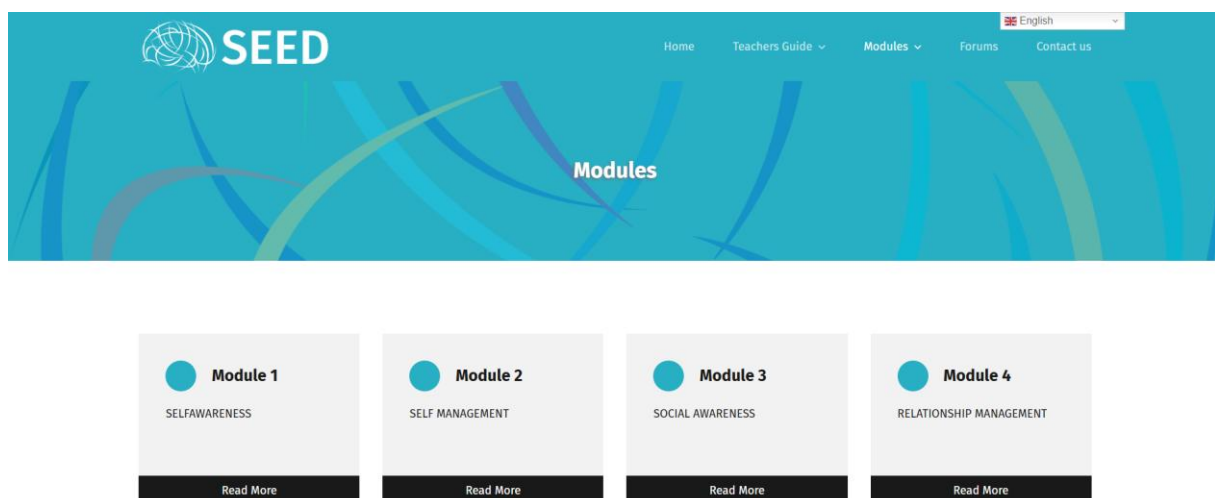 English
SEED
Home Teachers Guide Modules Forums Contact us
Modules
Module 1
SELFAWARENESS
Read More
Module 2
SELF MANAGEMENT
Read More
Module 3
SOCIAL AWARENESS
Read More
Module 4
RELATIONSHIP MANAGEMENT
Read More